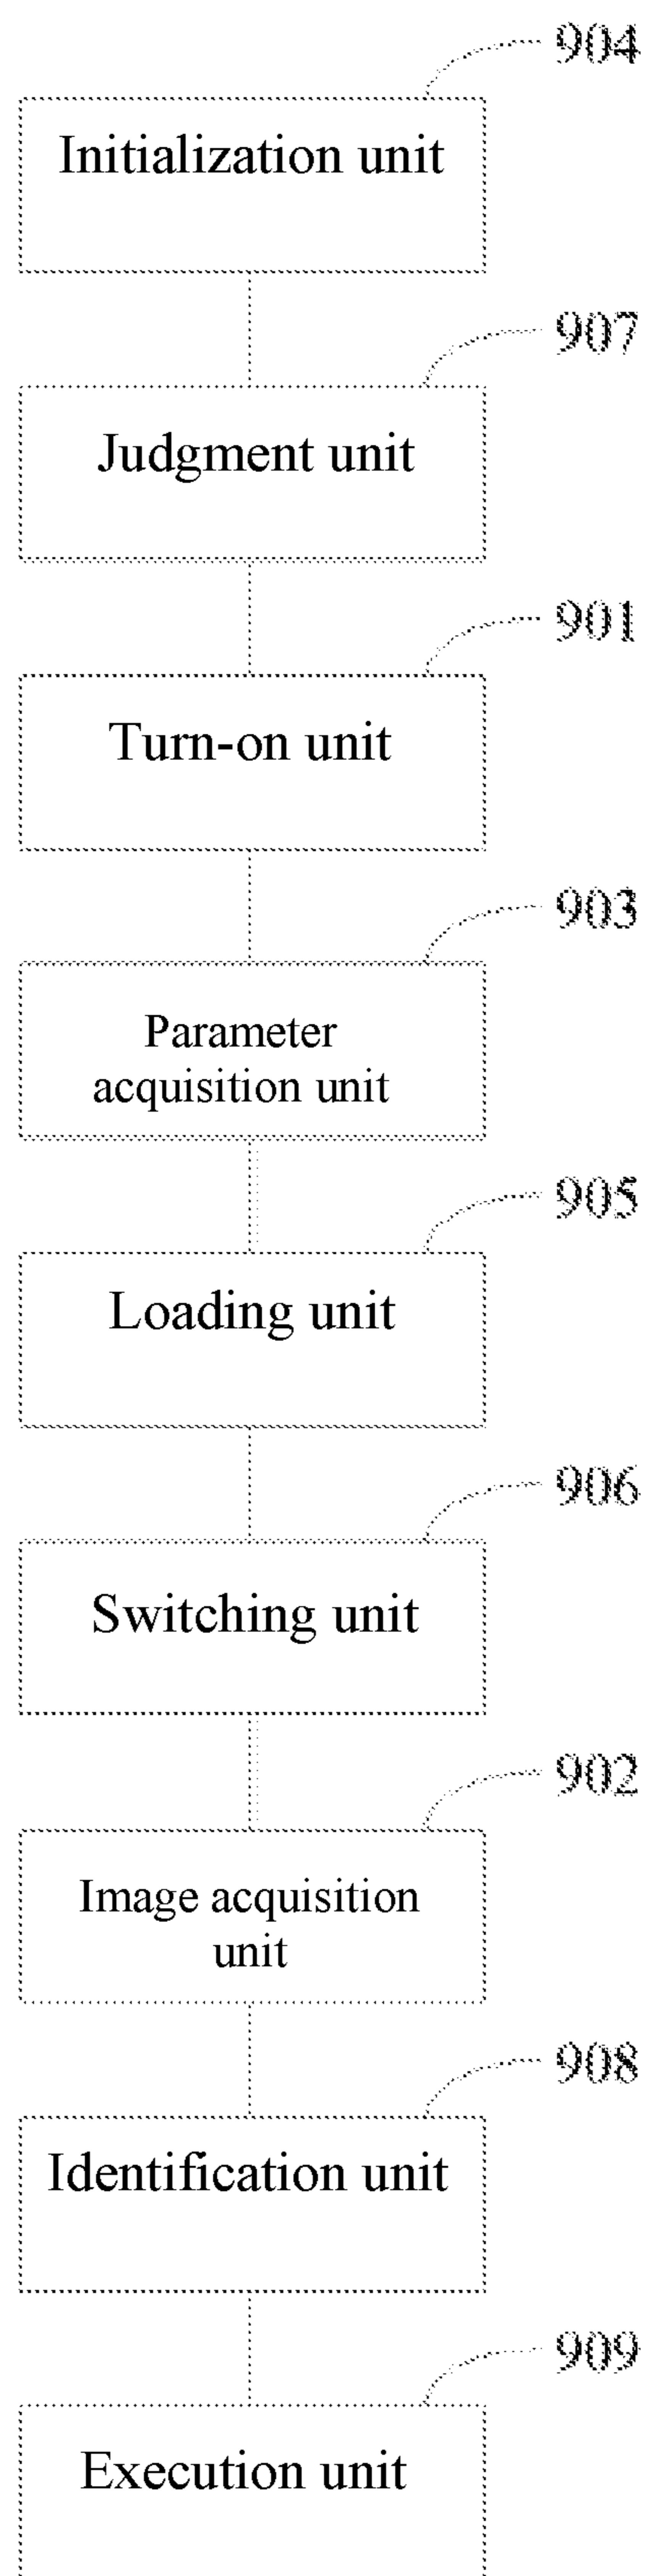 904
Initialization unit
907
Judgment unit
901
Turn-on unit
903
Parameter
acquisition unit
905
Loading unit
906
Switching unit
902
Image acquisition
unit
908
Identification unit
909
Execution unit